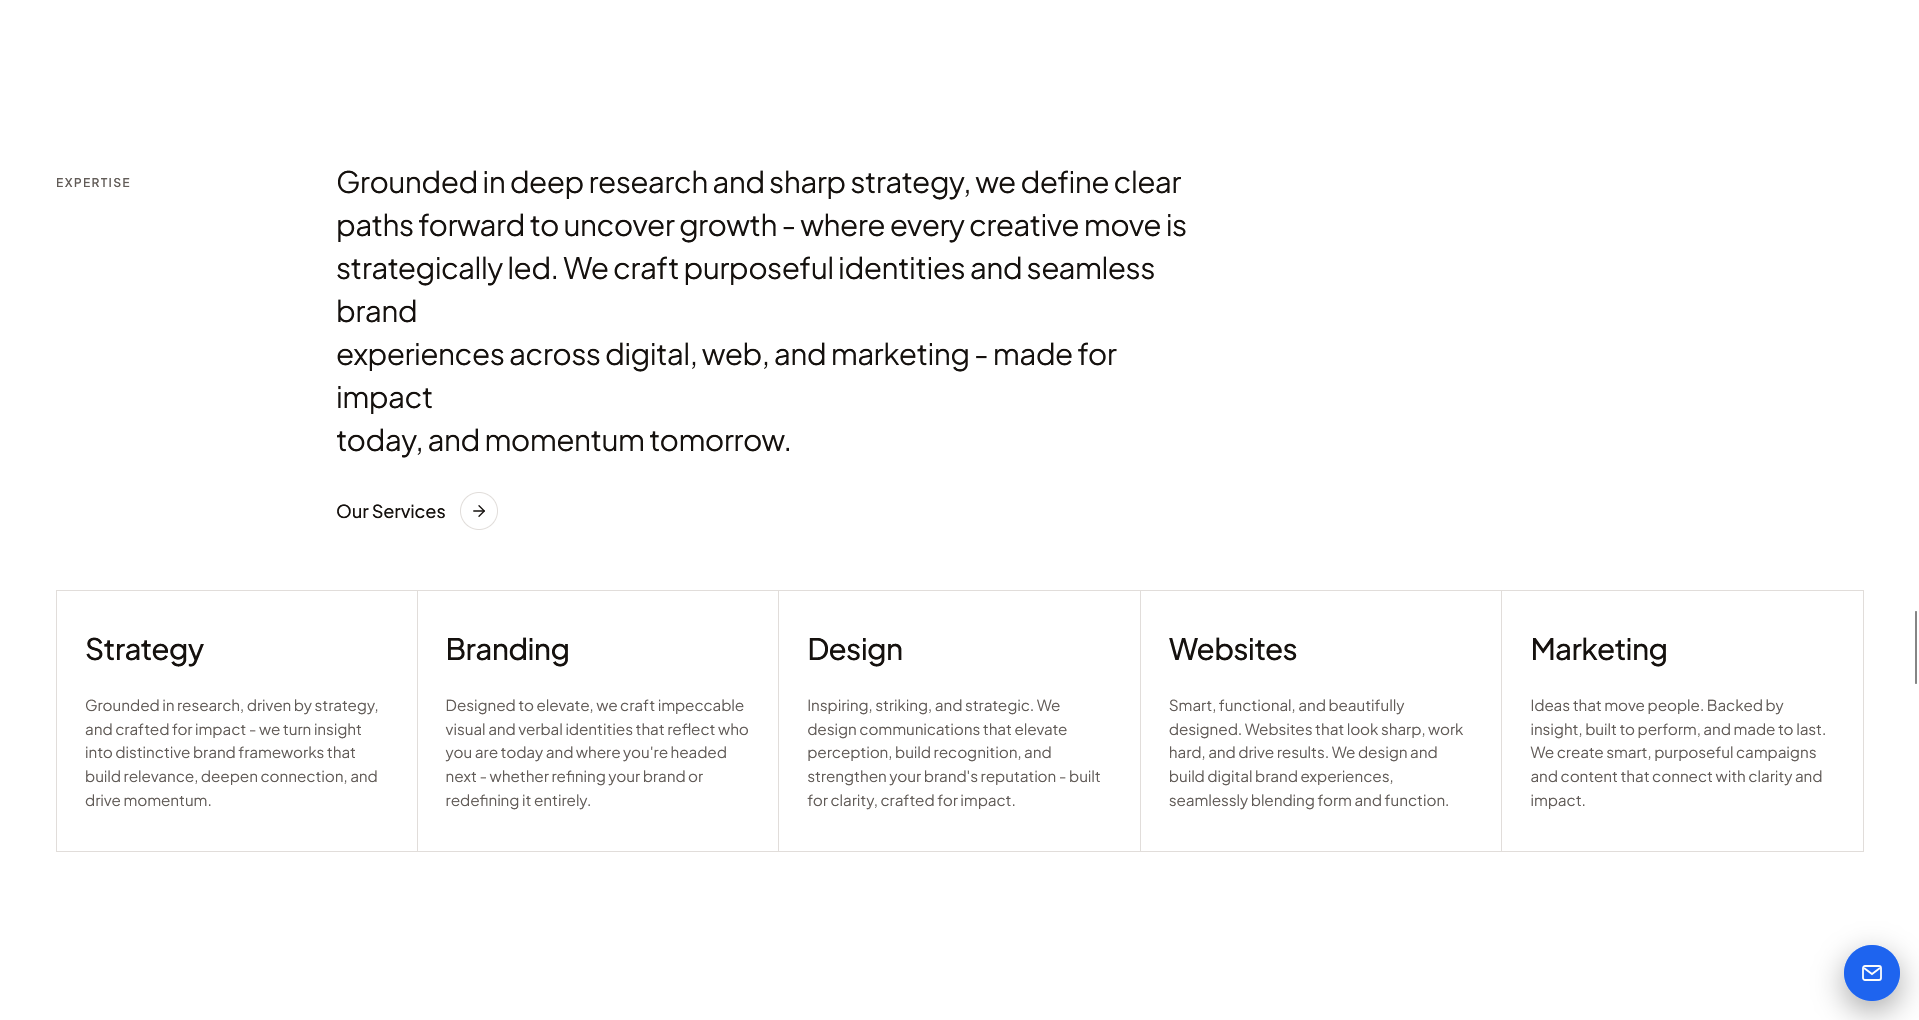 EXPERTISE
Grounded in deep research and sharp strategy, we define clear
paths forward to uncover growth - where every creative move is
strategically led. We craft purposeful identities and seamless
brand
experiences across digital, web, and marketing - made for
impact
today, and momentum tomorrow.
Our Services
Strategy
Grounded in research, driven by strategy,
and crafted for impact - we turn insight
into distinctive brand frameworks that
build relevance, deepen connection, and
drive momentum.
Branding
Designed to elevate, we craft impeccable
visual and verbal identities that reflect who
you are today and where you're headed
next - whether refining your brand or
redefining it entirely.
Design
Inspiring, striking, and strategic. We
design communications that elevate
perception, build recognition, and
strengthen your brand's reputation - built
for clarity, crafted for impact.
Websites
Smart, functional, and beautifully
designed. Websites that look sharp, work
hard, and drive results. We design and
build digital brand experiences,
seamlessly blending form and function.
Marketing
Ideas that move people. Backed by
insight, built to perform, and made to last.
We create smart, purposeful campaigns
and content that connect with clarity and
impact.